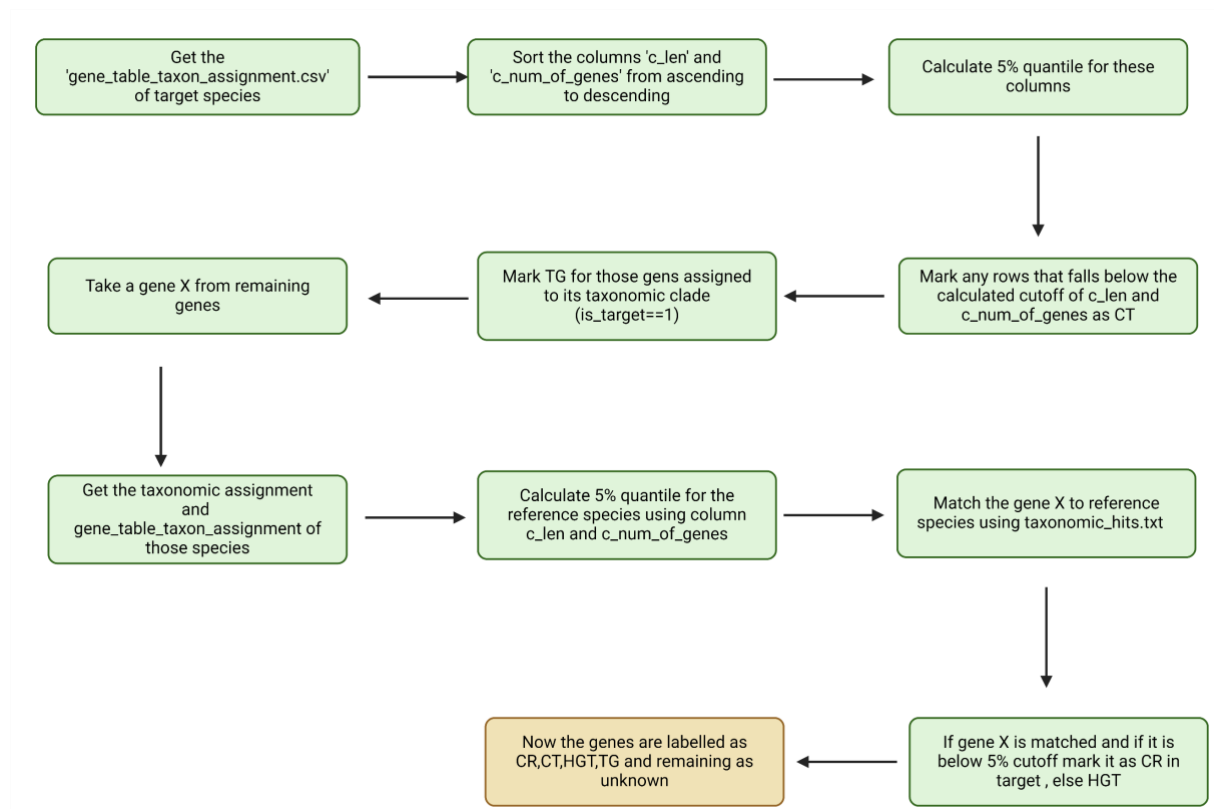 Get the
'gene_table_taxon_assignment.csv'
of target species
Sort the columns 'c_len' and
'c_num_of_genes' from ascending
to descending
Calculate 5% quantile for these
columns
Mark any rows that falls below the
calculated cutoff of c_len and
c_num_of_genes as CT
Mark TG for those gens assigned
to its taxonomic clade
(is_target==1)
Take a gene X from remaining
genes
Get the taxonomic assignment
and
gene_table_taxon_assignment of
those species
Calculate 5% quantile for the
reference species using column
c_len and c_num_of_genes
Match the gene X to reference
species using taxonomic_hits.txt
If gene X is matched and if it is
below 5% cutoff mark it as CR in
target , else HGT
Now the genes are labelled as
CR,CT,HGT,TG and remaining as
unknown